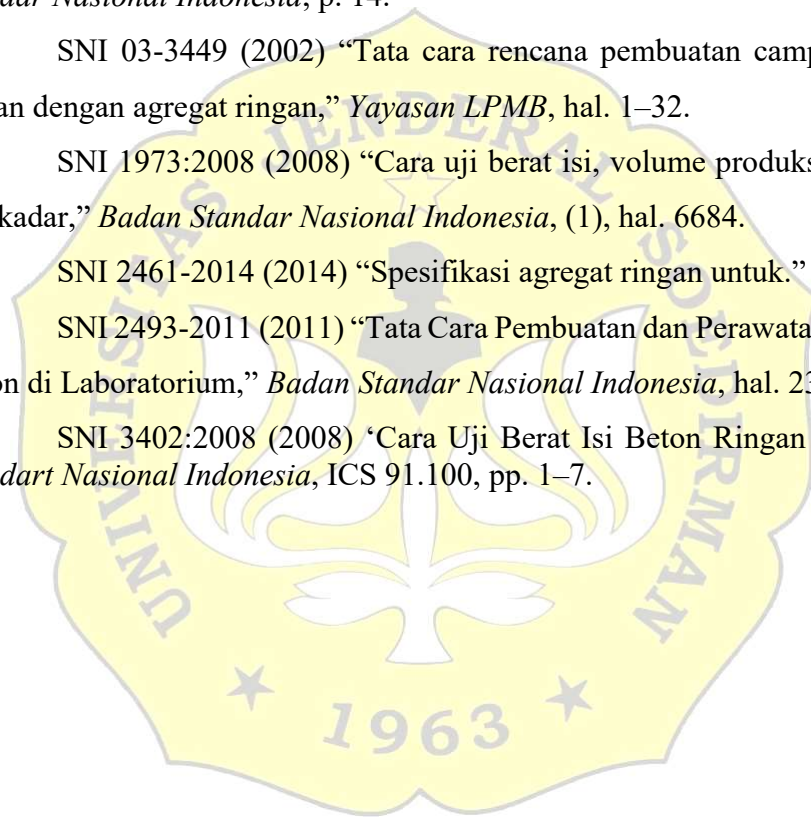 dar Nasional Indonesia, p. 14.
SNI 03-3449 (2002) “Tata cara rencana pembuatan camp
an dengan agregat ringan,” Yayasan LPMB, hal. 1–32.
SNI 1973:2008 (2008) “Cara uji berat isi, volume produks
kadar,” Badan Standar Nasional Indonesia, (1), hal. 6684.
SNI 2461-2014 (2014) “Spesifikasi agregat ringan untuk.”
SNI 2493-2011 (2011) “Tata Cara Pembuatan dan Perawata
on di Laboratorium,” Badan Standar Nasional Indonesia, hal. 23
SNI 3402:2008 (2008) ‘Cara Uji Berat Isi Beton Ringan
dart Nasional Indonesia, ICS 91.100, pp. 1–7.
UNIVERSITAS JENDERAL SOEDIRMAN
1963